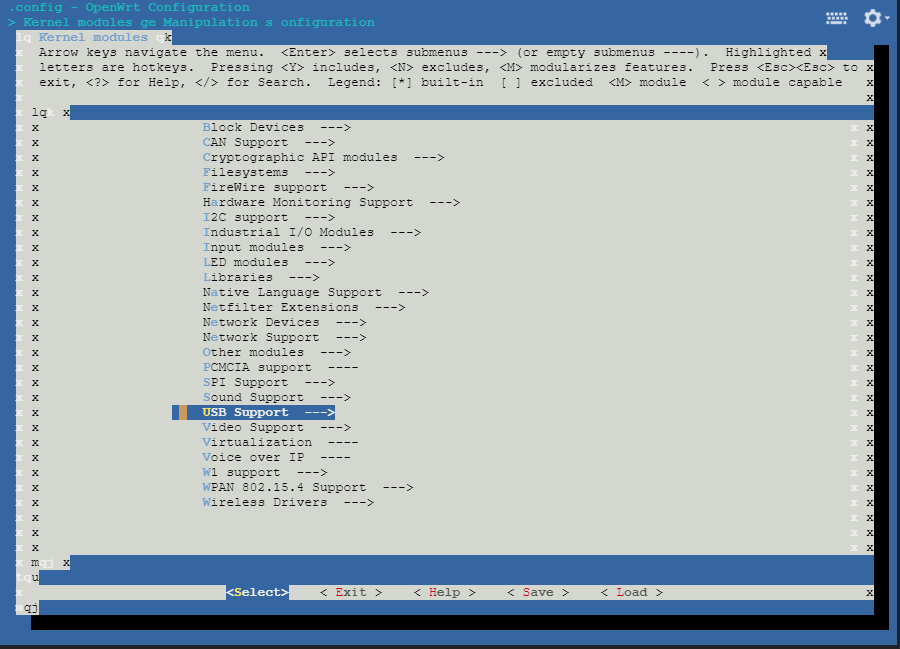 .config - OpenWrt Configuration
> Kernel modules ge Manipulation s onfiguration
lq Kernel modules qk
x  Arrow keys navigate the menu.  <Enter> selects submenus ---> (or empty submenus ----).  Highlighted x
x  letters are hotkeys.  Pressing <Y> includes, <N> excludes, <M> modularizes features.  Press <Esc><Esc> to x
x  exit, <?> for Help, </> for Search.  Legend: [*] built-in  [ ] excluded  <M> module  < > module capable   x
x x
x lqk x
x x Block Devices  ---> x x
x x CAN Support  ---> x x
x x Cryptographic API modules  ---> x x
x x Filesystems  ---> x x
x x FireWire support  ---> x x
x x Hardware Monitoring Support  ---> x x
x x I2C support  ---> x x
x x Industrial I/O Modules  ---> x x
x x Input modules  ---> x x
x x LED modules  ---> x x
x x Libraries  ---> x x
x x Native Language Support  ---> x x
x x Netfilter Extensions  ---> x x
x x Network Devices  ---> x x
x x Network Support  ---> x x
x x Other modules  ---> x x
x x PCMCIA support  ---- x x
x x SPI Support  ---> x x
x x Sound Support  ---> x x
x x USB Support  ---> x x
x x Video Support  ---> x x
x x Virtualization  ---- x x
x x Voice over IP  ---- x x
x x W1 support  ---> x x
x x WPAN 802.15.4 Support  ---> x x
x x Wireless Drivers  ---> x x
x x x x
x x x x
x x x x
x mqj x
tqu
x <Select>    < Exit >    < Help >    < Save >    < Load > x
mqj